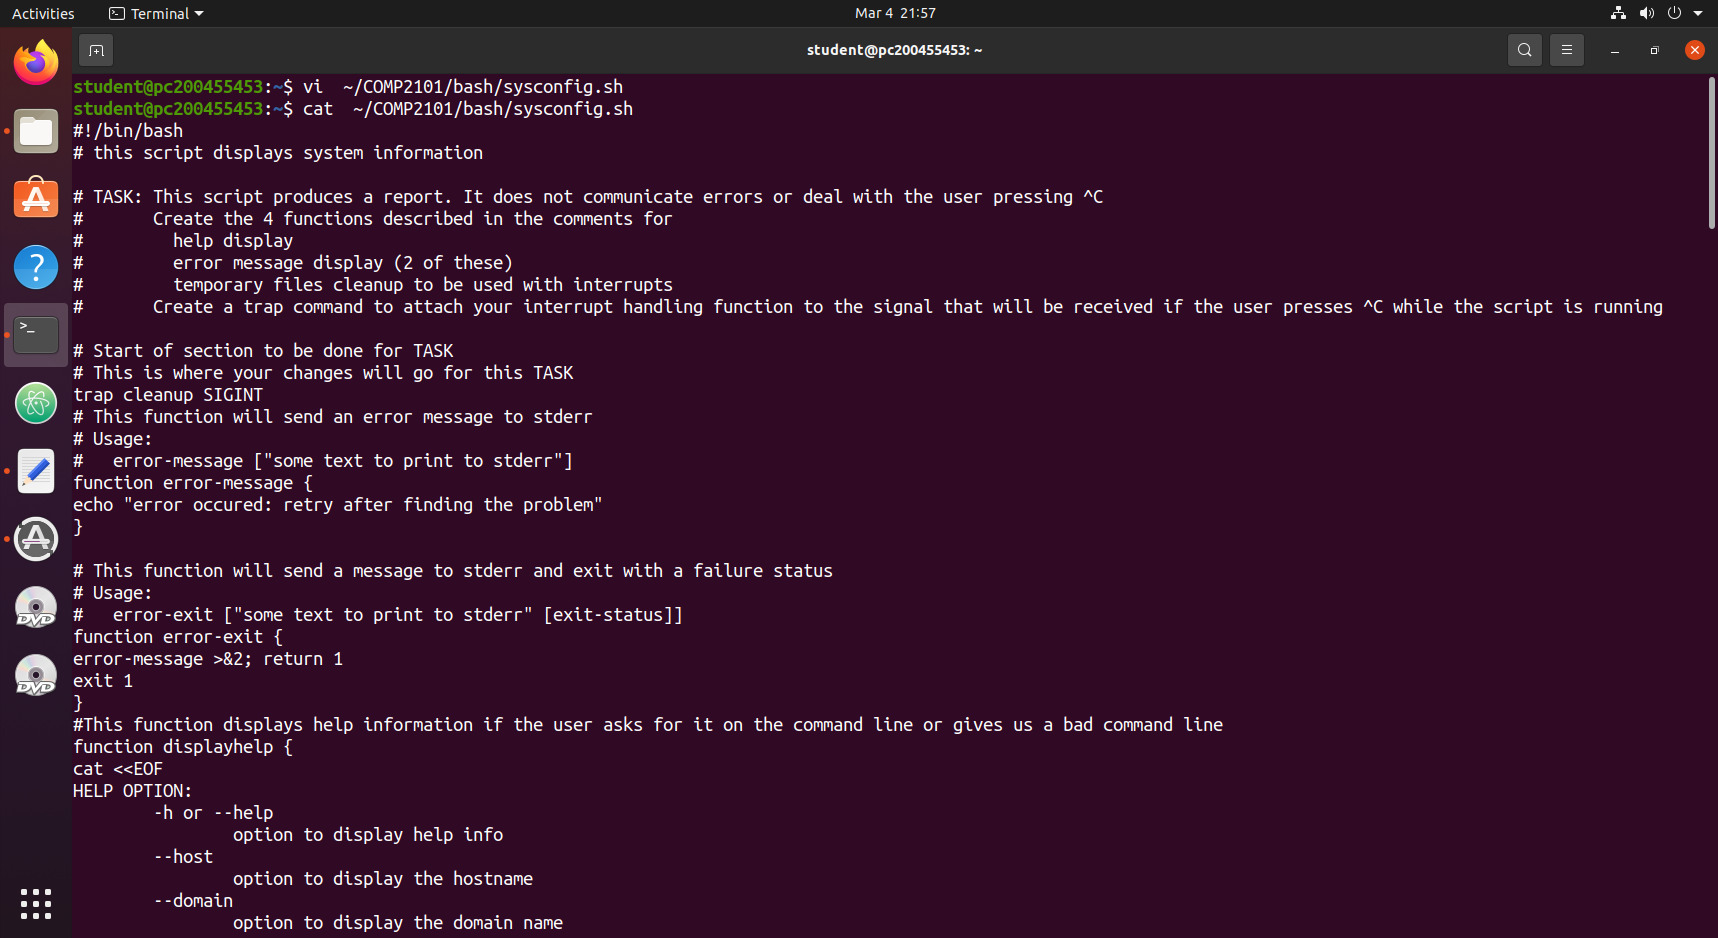 Activities
Terminal
Mar 4 21:57
student@pc200455453: ~
student@pc200455453:~$ vi  ~/COMP2101/bash/sysconfig.sh
student@pc200455453:~$ cat  ~/COMP2101/bash/sysconfig.sh
#!/bin/bash
# this script displays system information
# TASK: This script produces a report. It does not communicate errors or deal with the user pressing ^C
#       Create the 4 functions described in the comments for
#         help display
#         error message display (2 of these)
#         temporary files cleanup to be used with interrupts
#       Create a trap command to attach your interrupt handling function to the signal that will be received if the user presses ^C while the script is running
# Start of section to be done for TASK
# This is where your changes will go for this TASK
trap cleanup SIGINT
# This function will send an error message to stderr
# Usage:
#   error-message ["some text to print to stderr"]
function error-message {
echo "error occured: retry after finding the problem"
}
# This function will send a message to stderr and exit with a failure status
# Usage:
#   error-exit ["some text to print to stderr" [exit-status]]
function error-exit {
error-message >&2; return 1
exit 1
}
#This function displays help information if the user asks for it on the command line or gives us a bad command line
function displayhelp {
cat <<EOF
HELP OPTION:
        -h or --help
                option to display help info
        --host
                option to display the hostname
        --domain
                option to display the domain name
>_
DVD
DVD